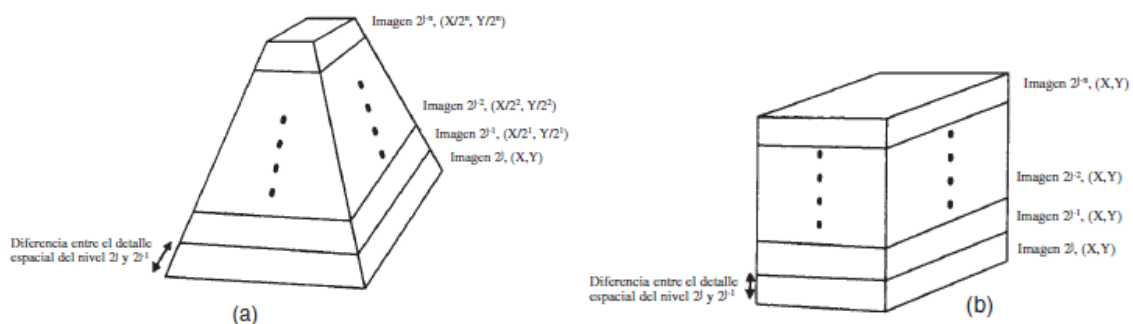 Imagen 2^{j-n}, (X/2^n, Y/2^n)
Imagen 2^{j-2}, (X/2^2, Y/2^2)
Imagen 2^{j-1}, (X/2^1, Y/2^1)
Imagen 2^j, (X,Y)
Diferencia entre el detalle
espacial del nivel 2^j y 2^{j-1}
(a)
Imagen 2^{j-n}, (X,Y)
Imagen 2^{j-2}, (X,Y)
Imagen 2^{j-1}, (X,Y)
Imagen 2^j, (X,Y)
Diferencia entre el detalle
espacial del nivel 2^j y 2^{j-1}
(b)